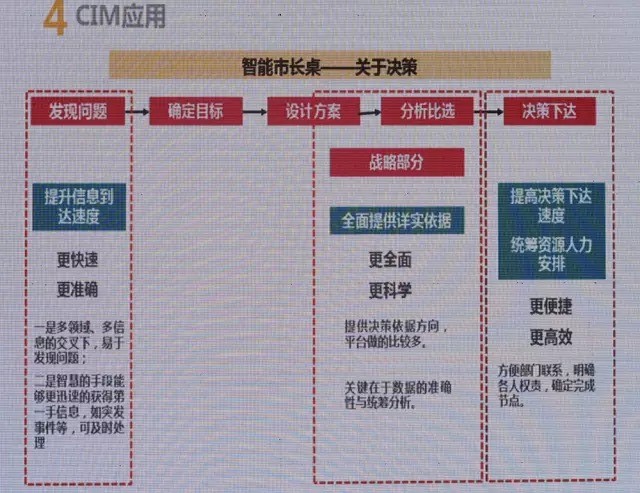 4 CIM应用
智能市长桌——关于决策
发现问题
确定目标
设计方案
分析比选
决策下达
提升信息到
达速度
更快速
更准确
一是多领域、多信
息的交叉下，易于
发现问题；
二是智慧的手段能
够更迅速的获得第
一手信息，如突发
事件等，可及时处
理
战略部分
全面提供详实依据
更全面
更科学
提供决策依据方向，
平台做的比较多。
关键在于数据的准确
性与统筹分析。
提高决策下达
速度
统筹资源人力
安排
更便捷
更高效
方便部门联系，明确
各人权责，确定完成
节点。